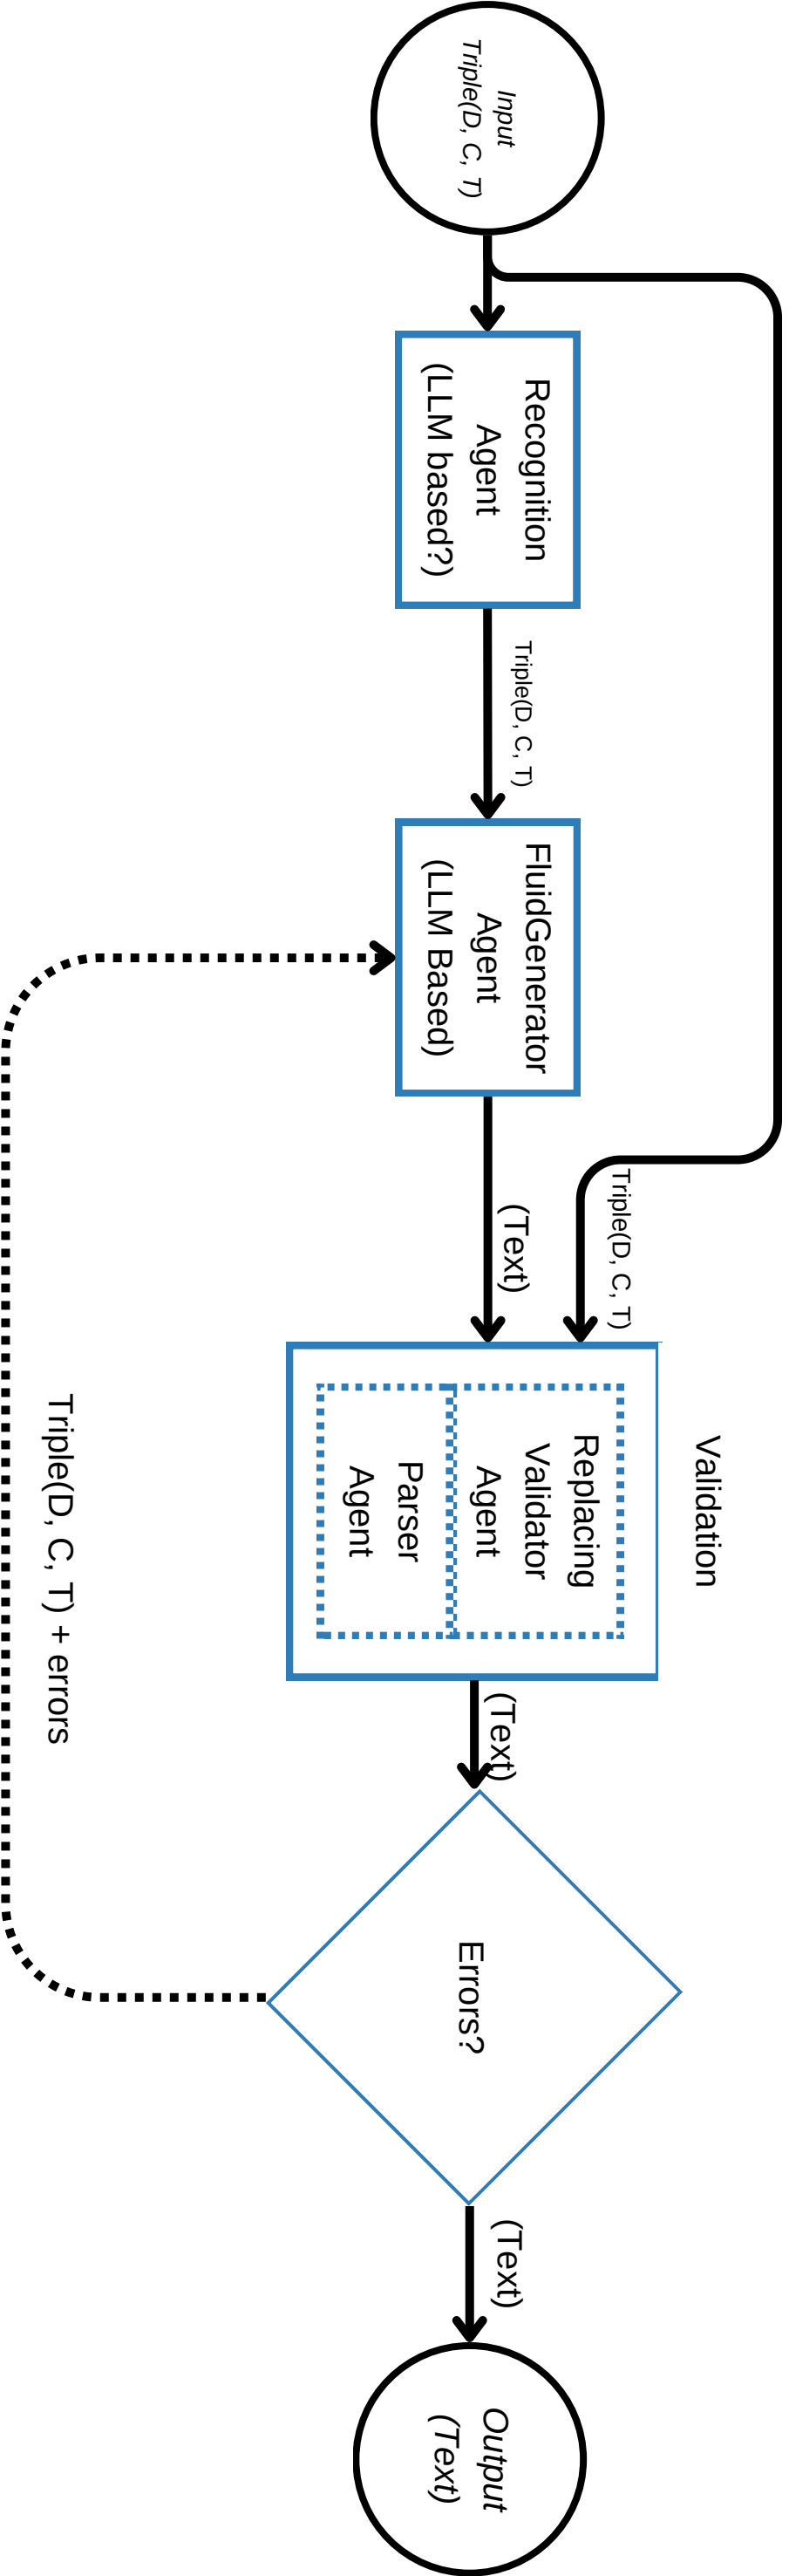 Input
Triple(D, C, T)
Recognition
Agent
(LLM based?)
Triple(D, C, T)
FluidGenerator
Agent
(LLM Based)
(Text)
Triple(D, C, T)
Validation
Replacing
Validator
Agent
Parser
Agent
(Text)
Errors?
Triple(D, C, T) + errors
(Text)
Output
(Text)